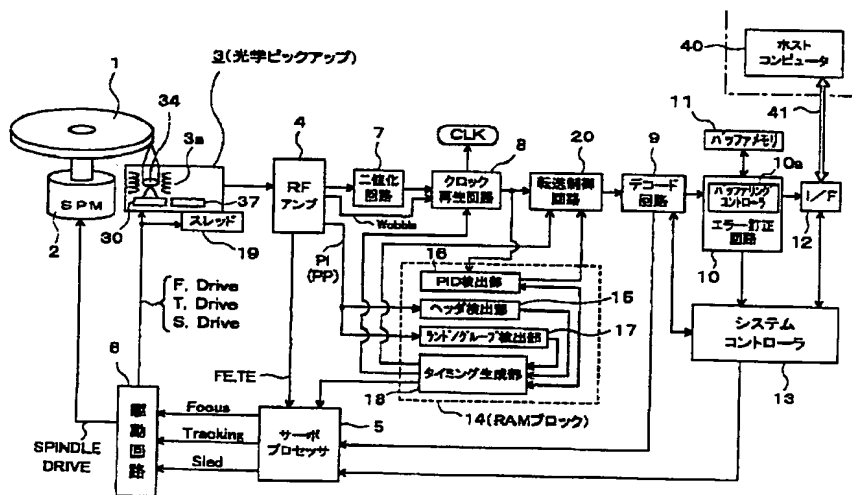 40
ホスト
コンピュータ
41
1
34
3(光学ピックアップ)
3a
4
RF
アンプ
7
二値化
回路
CLK
8
クロック
再生回路
20
転送制御
回路
9
デコード
回路
11
バッファメモリ
10a
バッファリング
コントローラ
エラー訂正
回路
10
I/F
12
SPM
2
30
37
スレッド
19
Wobble
PI
(PP)
16
PID検出部
ヘッダ検出部
15
ランド/グルーブ検出部
17
タイミング生成部
18
14(RAMブロック)
システム
コントローラ
13
F. Drive
T. Drive
S. Drive
FE,TE
6
駆動回路
SPINDLE
DRIVE
Focus
Tracking
Sled
サーボ
プロセッサ
5